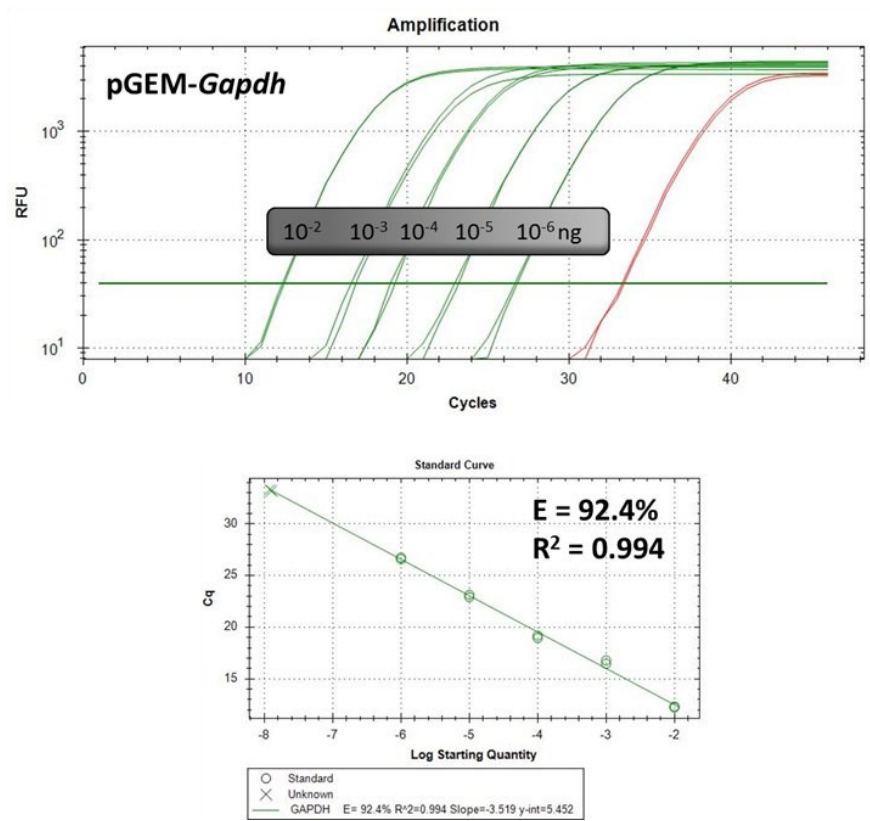 Amplification
pGEM-Gapdh
10³
10²
10¹
RFU
10⁻² 10⁻³ 10⁻⁴ 10⁻⁵ 10⁻⁶ ng
0 10 20 30 40
Cycles
Standard Curve
E = 92.4%
R² = 0.994
30
25
20
15
Cq
-8 -7 -6 -5 -4 -3 -2
Log Starting Quantity
Standard
Unknown
GAPDH E= 92.4% R^2=0.994 Slope=-3.519 y-int=5.452